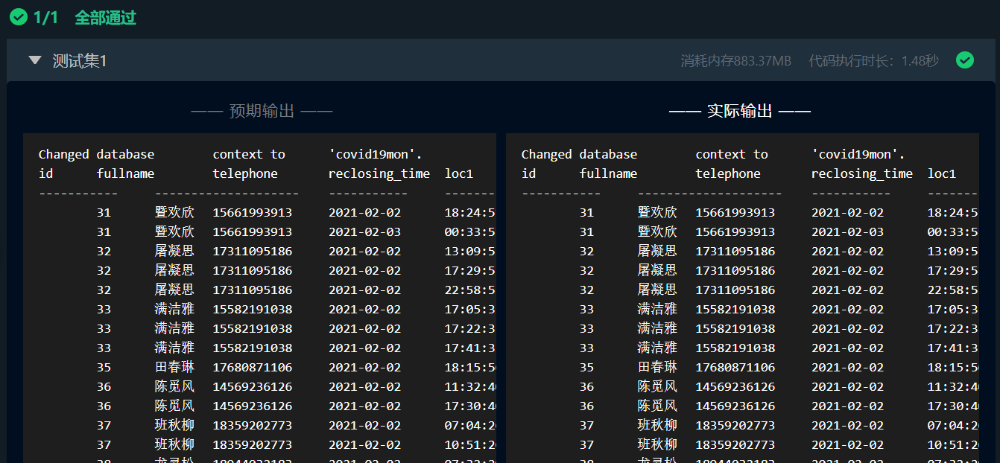 1/1 全部通过
测试集1 消耗内存883.37MB 代码执行时长：1.48秒
—— 预期输出 —— —— 实际输出 ——
Changed database context to 'covid19mon'. Changed database context to 'covid19mon'.
id fullname telephone reclosing_time loc1 id fullname telephone reclosing_time loc1
----------- -------------------- ----------- ------- ----------- -------------------- ----------- -------
31 暨欢欣 15661993913 2021-02-02 18:24:5 31 暨欢欣 15661993913 2021-02-02 18:24:5
31 暨欢欣 15661993913 2021-02-03 00:33:5 31 暨欢欣 15661993913 2021-02-03 00:33:5
32 屠凝思 17311095186 2021-02-02 13:09:5 32 屠凝思 17311095186 2021-02-02 13:09:5
32 屠凝思 17311095186 2021-02-02 17:29:5 32 屠凝思 17311095186 2021-02-02 17:29:5
32 屠凝思 17311095186 2021-02-02 22:58:5 32 屠凝思 17311095186 2021-02-02 22:58:5
33 满洁雅 15582191038 2021-02-02 17:05:3 33 满洁雅 15582191038 2021-02-02 17:05:3
33 满洁雅 15582191038 2021-02-02 17:22:3 33 满洁雅 15582191038 2021-02-02 17:22:3
33 满洁雅 15582191038 2021-02-02 17:41:3 33 满洁雅 15582191038 2021-02-02 17:41:3
35 田春琳 17680871106 2021-02-02 18:15:5 35 田春琳 17680871106 2021-02-02 18:15:5
36 陈觅风 14569236126 2021-02-02 11:32:4 36 陈觅风 14569236126 2021-02-02 11:32:4
36 陈觅风 14569236126 2021-02-02 17:30:4 36 陈觅风 14569236126 2021-02-02 17:30:4
37 班秋柳 18359202773 2021-02-02 07:04:2 37 班秋柳 18359202773 2021-02-02 07:04:2
37 班秋柳 18359202773 2021-02-02 10:51:2 37 班秋柳 18359202773 2021-02-02 10:51:2